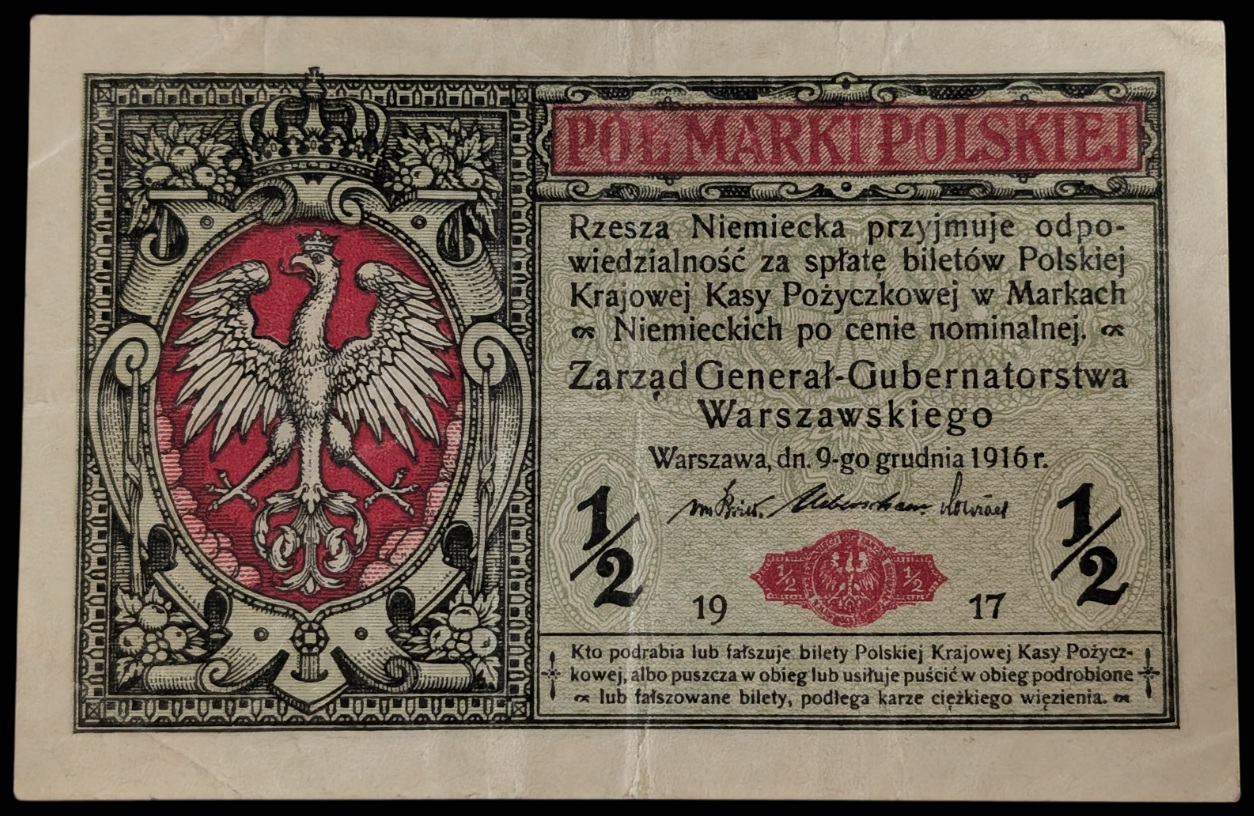 PÓŁ MARKI POLSKIEJ
Rzesza Niemiecka przyjmuje odpo-
wiedzialność za spłatę biletów Polskiej
Krajowej Kasy Pożyczkowej w Markach
Niemieckich po cenie nominalnej.
Zarząd Generał-Gubernatorstwa
Warszawskiego
Warszawa, dn. 9-go grudnia 1916 r.
1/2 1/2
1/2 1/2
19 17
Kto podrabia lub fałszuje bilety Polskiej Krajowej Kasy Pożycz-
kowej, albo puszcza w obieg lub usiłuje puścić w obieg podrobione
lub fałszowane bilety, podlega karze ciężkiego więzienia.